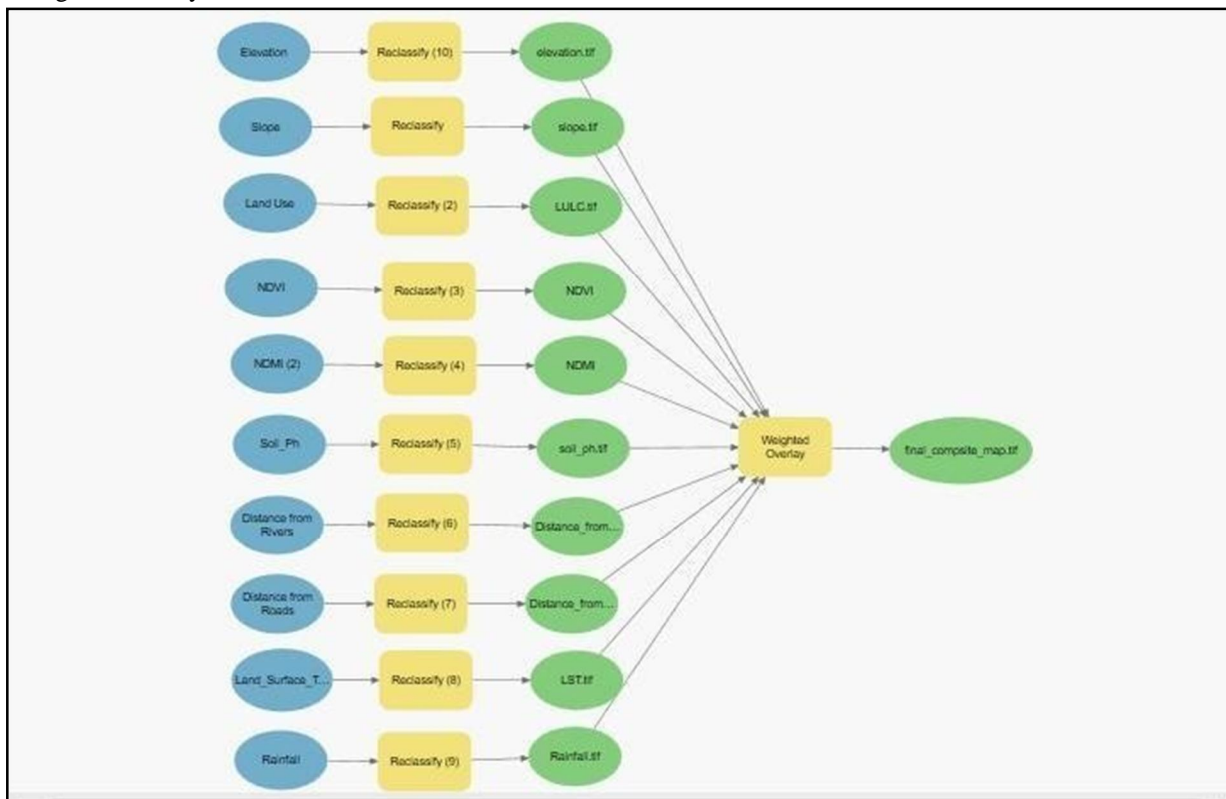 Elevation
Reclassify (10)
elevation.tif
Slope
Reclassify
slope.tif
Land Use
Reclassify (2)
LULC.tif
NDVI
Reclassify (3)
NDVI
NDMI (2)
Reclassify (4)
NDMI
Soil_Ph
Reclassify (5)
soil_ph.tif
Weighted
Overlay
final_compsite_map.tif
Distance from
Rivers
Reclassify (6)
Distance_from...
Distance from
Roads
Reclassify (7)
Distance_from...
Land_Surface_T...
Reclassify (8)
LST.tif
Rainfall
Reclassify (9)
Rainfall.tif